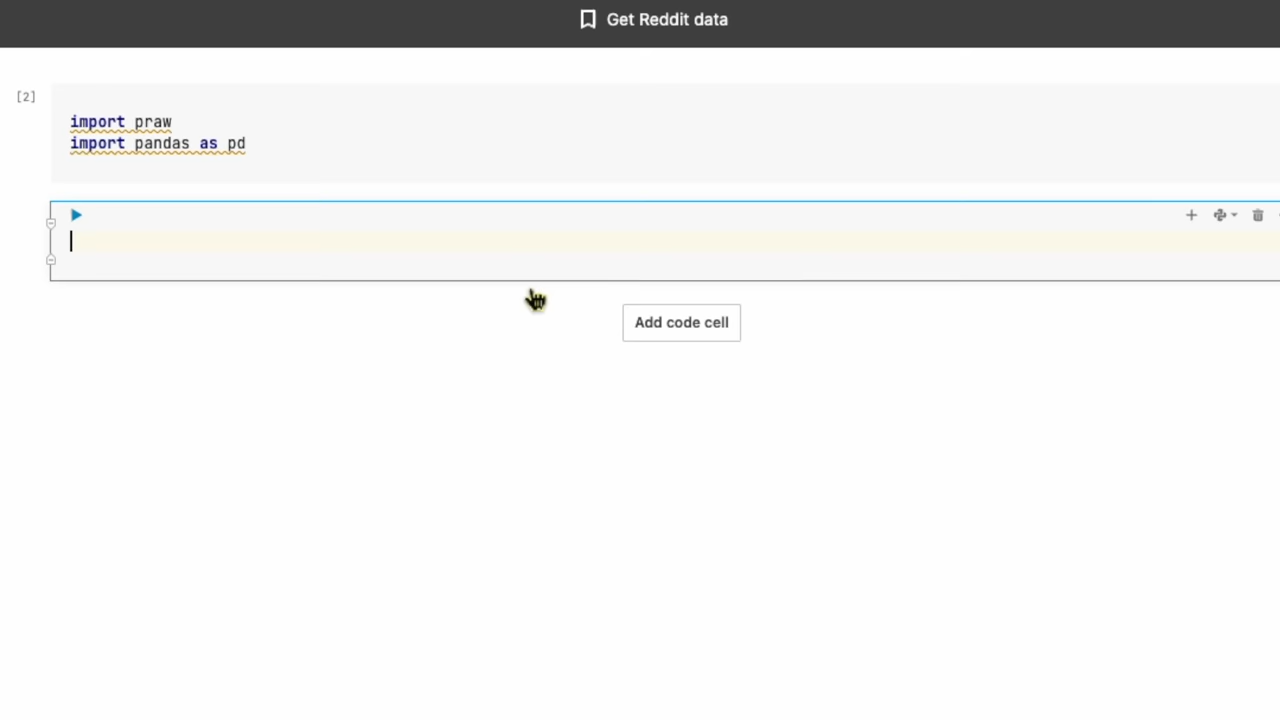 Get Reddit data
[2]
import praw
import pandas as pd
Add code cell